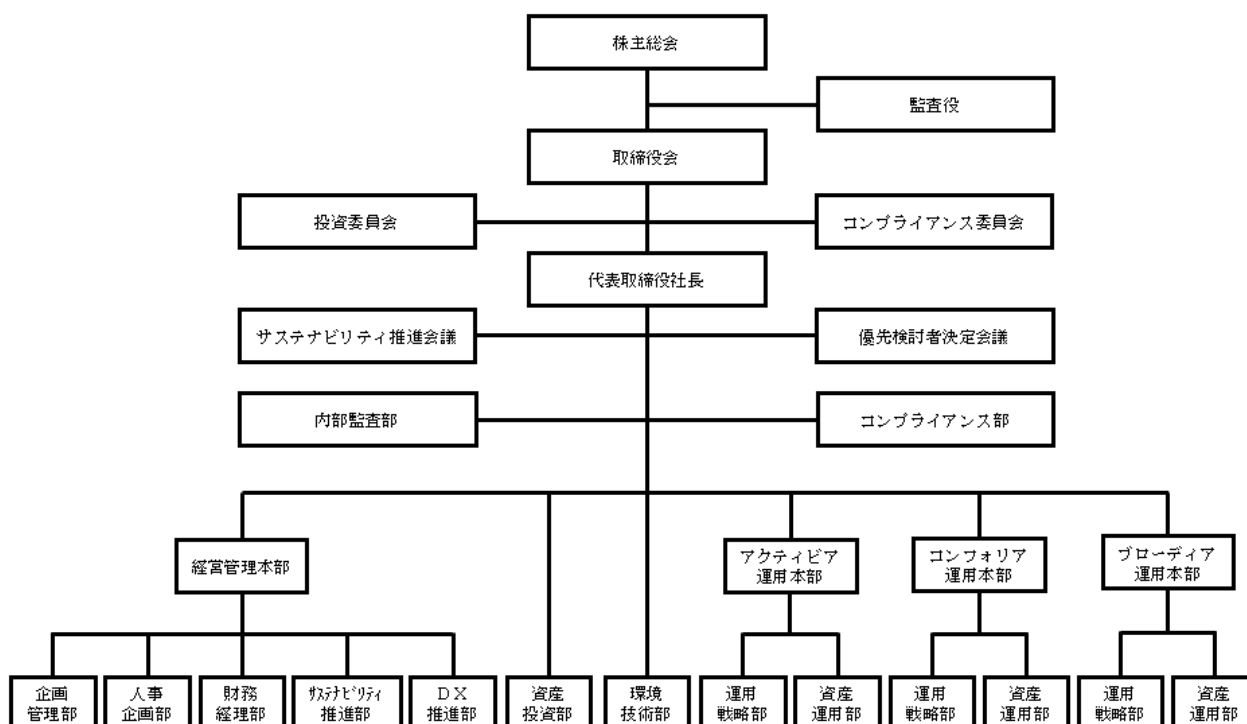 株主総会
監査役
取締役会
投資委員会
コンプライアンス委員会
代表取締役社長
サステナビリティ推進会議
優先検討者決定会議
内部監査部
コンプライアンス部
経営管理本部
アクティビア
運用本部
コンフォリア
運用本部
ブローディア
運用本部
企画
管理部
人事
企画部
財務
経理部
ｻｽﾃﾅﾋﾞﾘﾃｨ
推進部
ＤＸ
推進部
資産
投資部
環境
技術部
運用
戦略部
資産
運用部
運用
戦略部
資産
運用部
運用
戦略部
資産
運用部